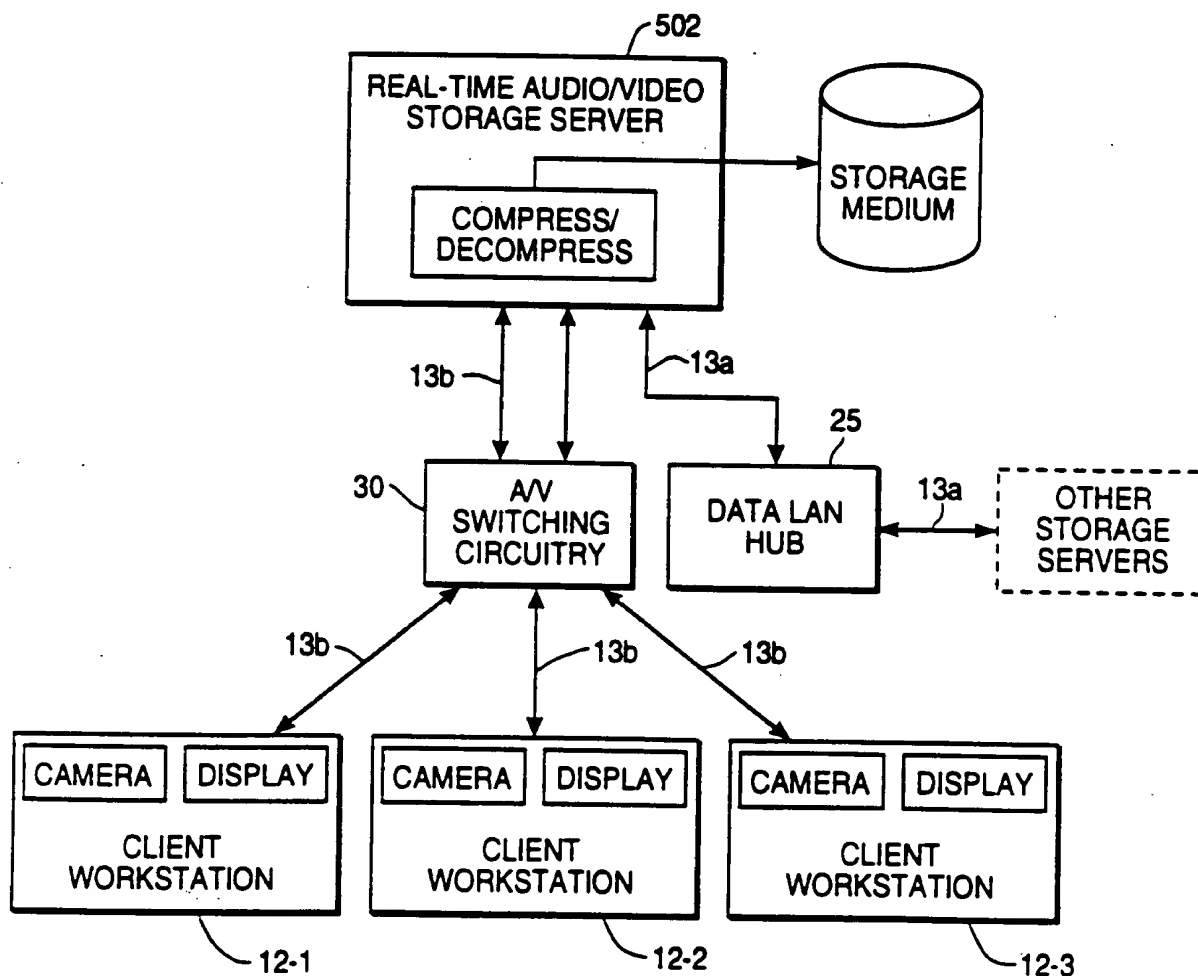 502
REAL-TIME AUDIO/VIDEO
STORAGE SERVER
COMPRESS/
DECOMPRESS
STORAGE
MEDIUM
13b
13a
25
30
A/V
SWITCHING
CIRCUITRY
DATA LAN
HUB
13a
OTHER
STORAGE
SERVERS
13b
13b
13b
CAMERA
DISPLAY
CLIENT
WORKSTATION
12-1
CAMERA
DISPLAY
CLIENT
WORKSTATION
12-2
CAMERA
DISPLAY
CLIENT
WORKSTATION
12-3